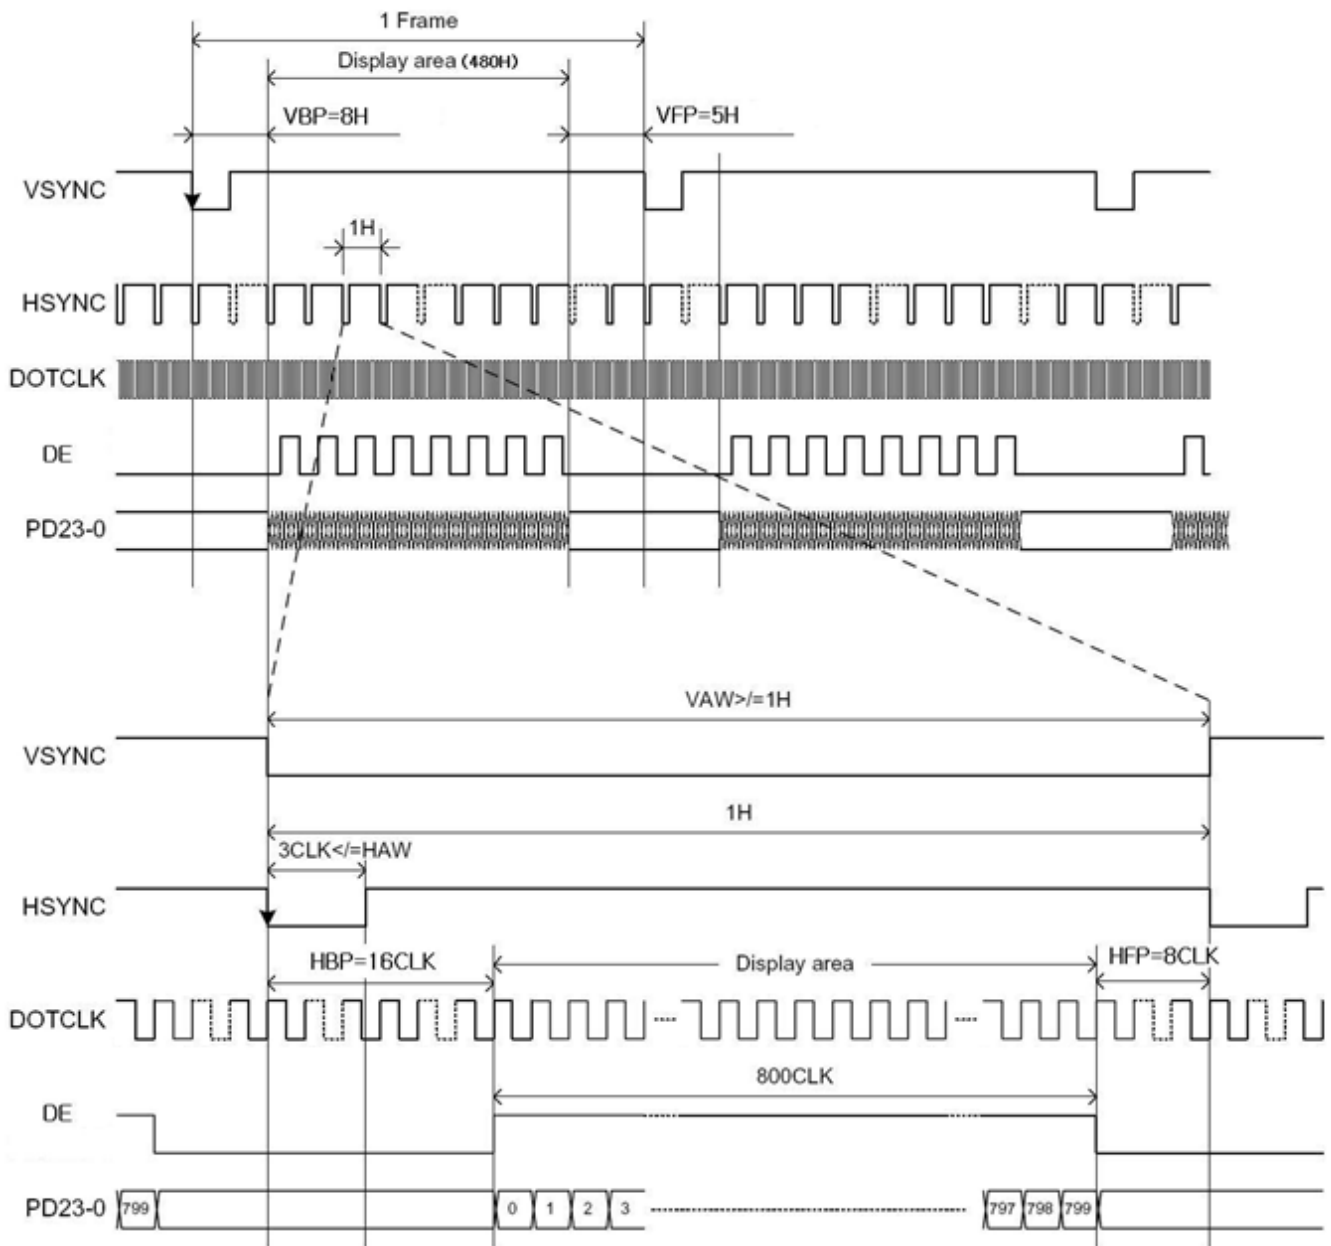 1 Frame
Display area (480H)
VBP=8H
VFP=5H
VSYNC
1H
HSYNC
DOTCLK
DE
PD23-0
VAW>/=1H
VSYNC
1H
3CLK</=HAW
HSYNC
HBP=16CLK
Display area
HFP=8CLK
DOTCLK
800CLK
DE
PD23-0 799 0 1 2 3 797 798 799